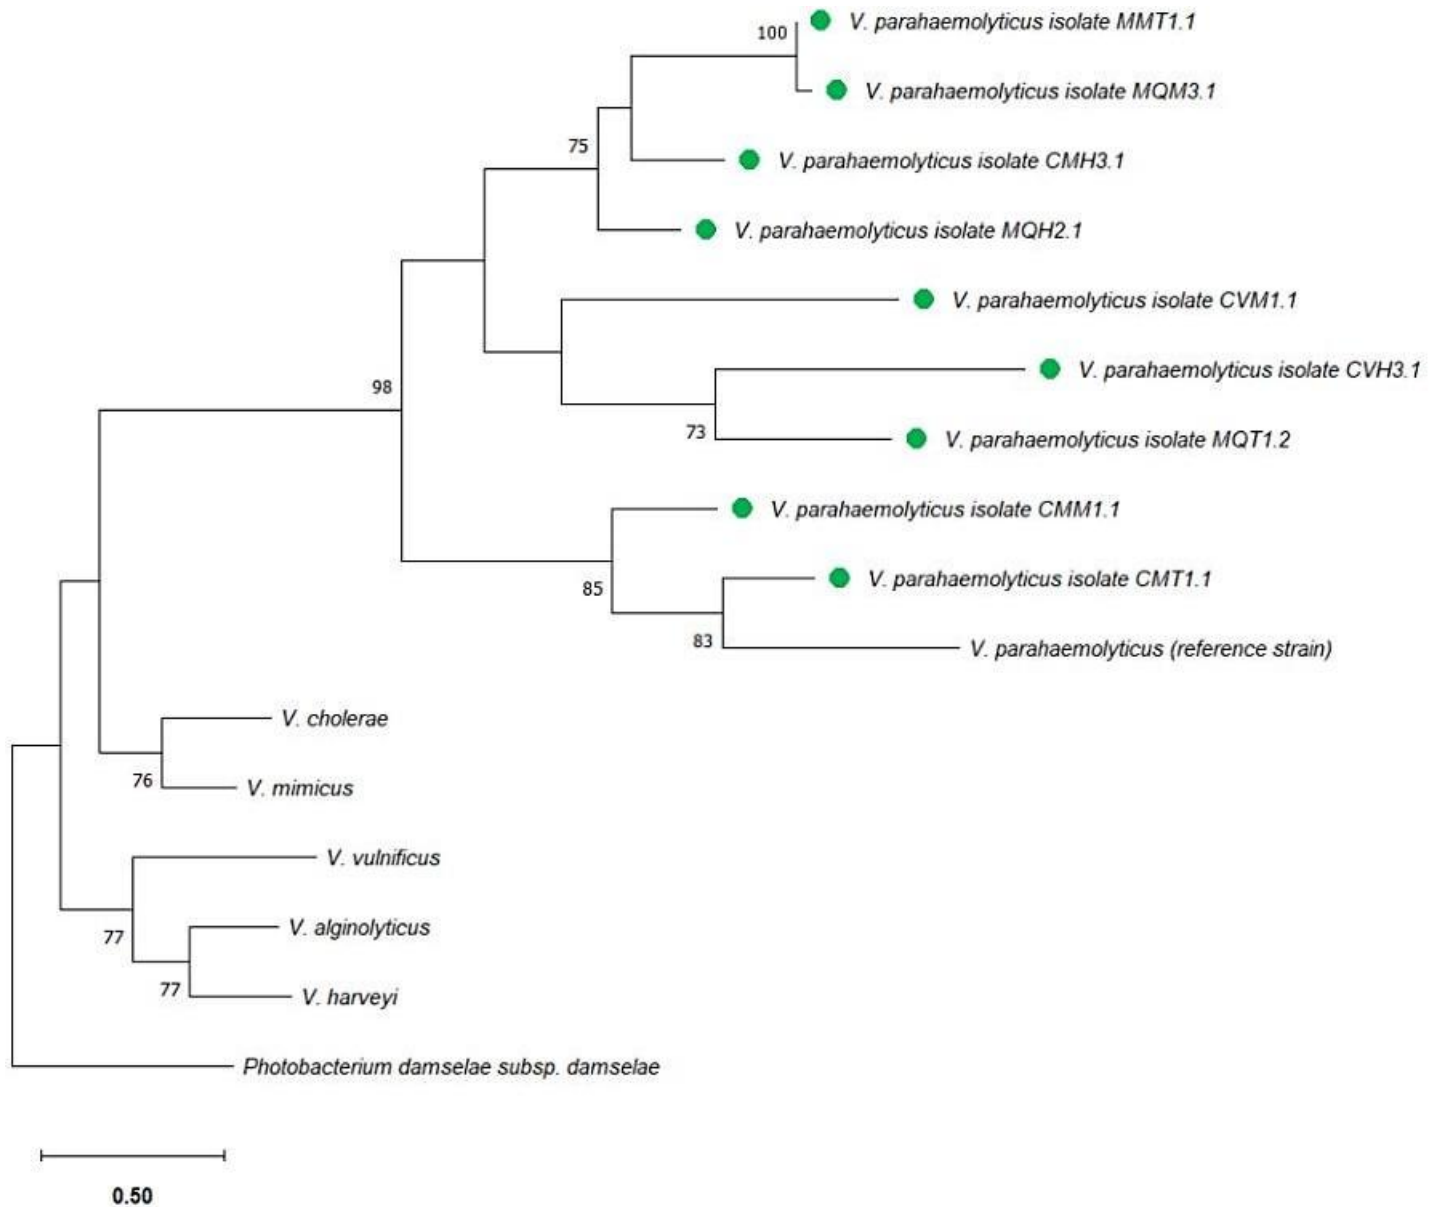 V. parahaemolyticus isolate MMT1.1
100
V. parahaemolyticus isolate MQM3.1
75
V. parahaemolyticus isolate CMH3.1
V. parahaemolyticus isolate MQH2.1
V. parahaemolyticus isolate CVM1.1
V. parahaemolyticus isolate CVH3.1
98
73
V. parahaemolyticus isolate MQT1.2
V. parahaemolyticus isolate CMM1.1
V. parahaemolyticus isolate CMT1.1
85
83
V. parahaemolyticus (reference strain)
V. cholerae
76
V. mimicus
V. vulnificus
V. alginolyticus
77
77
V. harveyi
Photobacterium damselae subsp. damselae
0.50